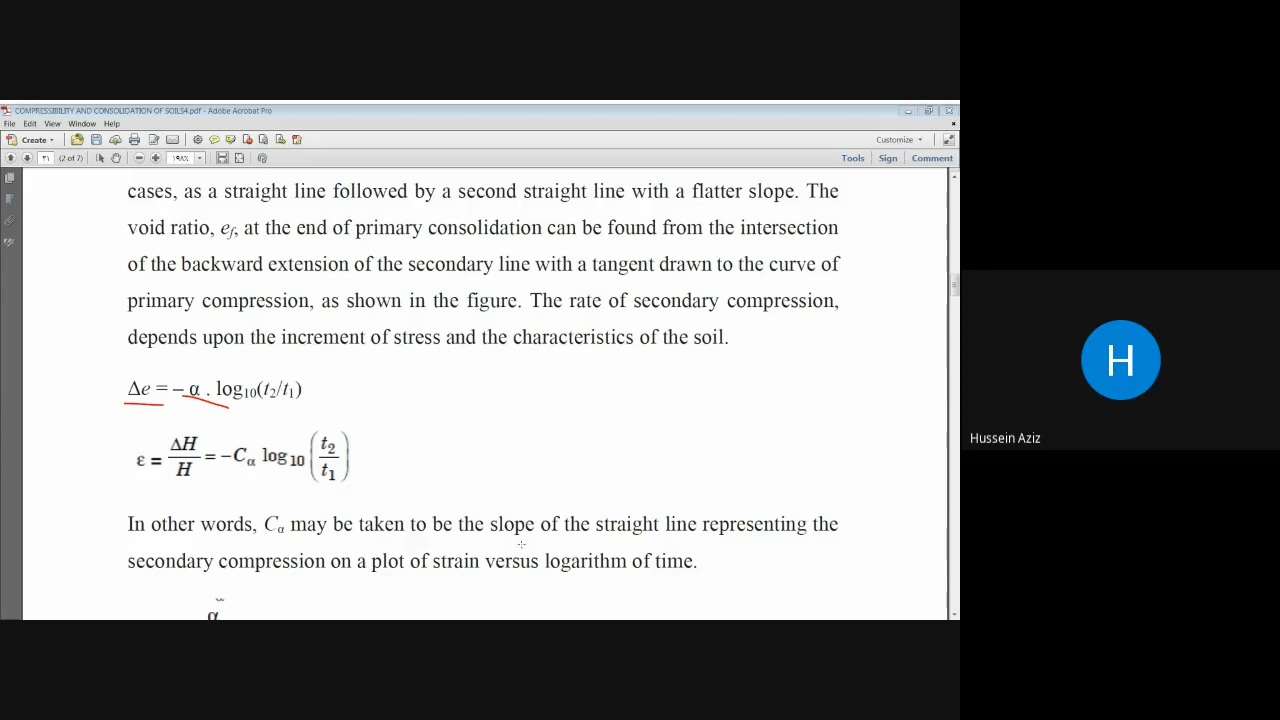 COMPRESSIBILITY AND CONSOLIDATION OF SOILS4.pdf - Adobe Acrobat Pro
File Edit View Window Help
Create Customize
٣١ (2 of 7) ١٩٨% Tools Sign Comment
cases, as a straight line followed by a second straight line with a flatter slope. The
void ratio, ef, at the end of primary consolidation can be found from the intersection
of the backward extension of the secondary line with a tangent drawn to the curve of
primary compression, as shown in the figure. The rate of secondary compression,
depends upon the increment of stress and the characteristics of the soil.
Δe = – α . log10(t2/t1)
ε = ΔH/H = −Cα log10 (t2/t1)
In other words, Cα may be taken to be the slope of the straight line representing the
secondary compression on a plot of strain versus logarithm of time.
α
H
Hussein Aziz